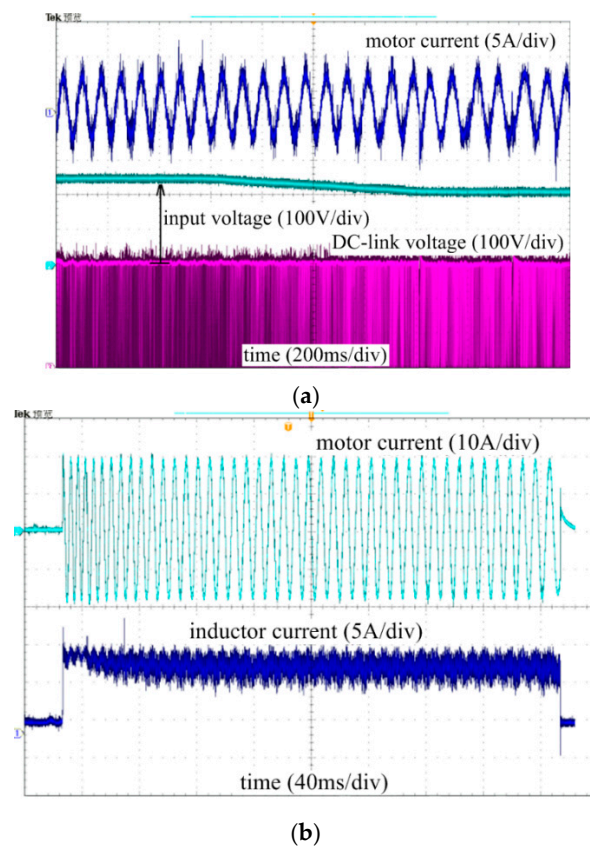 Tek 预览
motor current (5A/div)
input voltage (100V/div)
DC-link voltage (100V/div)
time (200ms/div)
(a)
Tek 预览
motor current (10A/div)
inductor current (5A/div)
time (40ms/div)
(b)